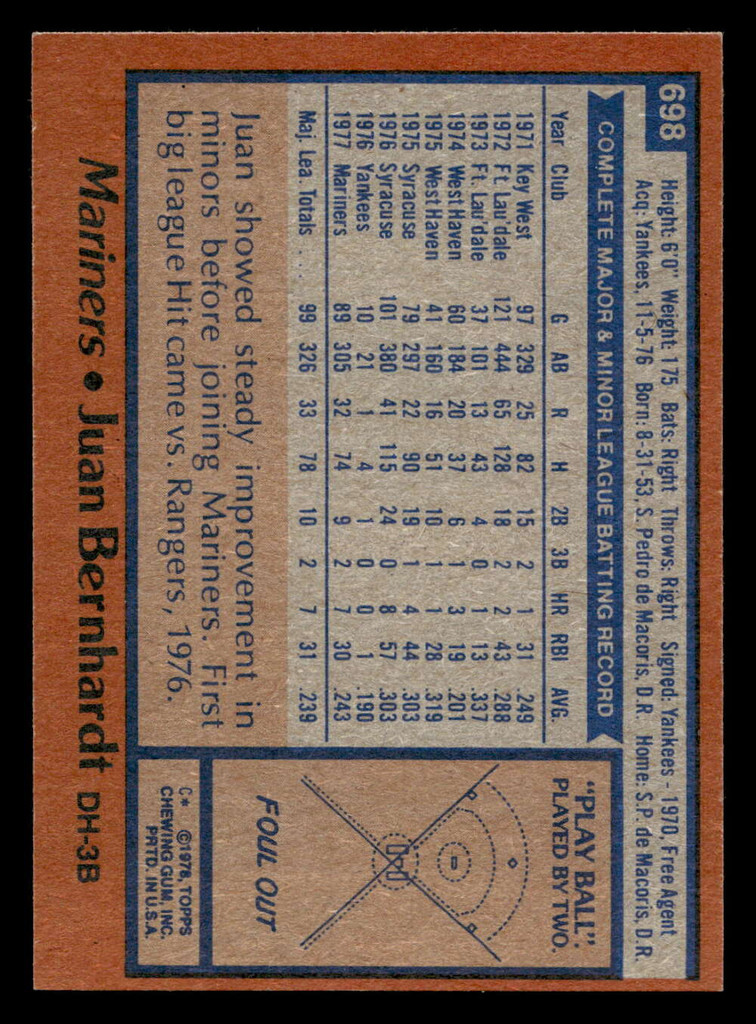 698
Height: 6'0" Weight: 175 Bats: Right Throws: Right Signed: Yankees - 1970, Free Agent
Acq: Yankees, 11-5-76 Born: 8-31-53, S. Pedro de Macoris, D.R. Home: S.P. de Macoris, D.R.
COMPLETE MAJOR & MINOR LEAGUE BATTING RECORD
Year Club G AB R H 2B 3B HR RBI AVG.
1971 Key West 97 329 25 82 15 2 1 31 .249
1972 Ft. Lau'dale 121 444 65 128 18 2 2 43 .288
1973 Ft. Lau'dale 37 101 13 43 4 0 1 13 .337
1974 West Haven 60 184 20 37 6 1 3 19 .201
1975 West Haven 41 160 16 51 10 1 1 28 .319
1975 Syracuse 79 297 22 90 19 1 4 44 .303
1976 Syracuse 101 380 41 115 24 0 8 57 .303
1976 Yankees 10 21 1 4 1 0 0 1 .190
1977 Mariners 89 305 32 74 9 2 7 30 .243
Maj. Lea. Totals . . . 99 326 33 78 10 2 7 31 .239
Juan showed steady improvement in
minors before joining Mariners. First
big league Hit came vs. Rangers, 1976.
"PLAY BALL":
PLAYED BY TWO.
FOUL OUT
C* ©1978, TOPPS
CHEWING GUM, INC.
PRTD. IN U.S.A.
Mariners • Juan Bernhardt DH-3B